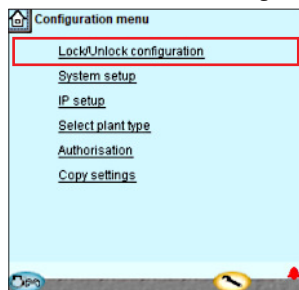 Configuration menu
Lock/Unlock configuration
System setup
IP setup
Select plant type
Authorisation
Copy settings